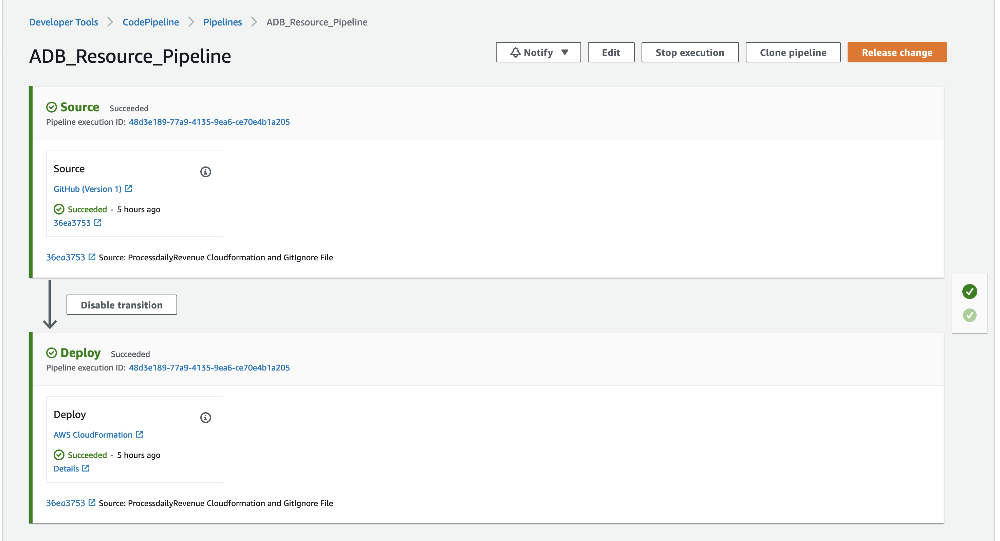 Developer Tools > CodePipeline > Pipelines > ADB_Resource_Pipeline
ADB_Resource_Pipeline
Notify
Edit
Stop execution
Clone pipeline
Release change
Source Succeeded
Pipeline execution ID: 48d3e189-77a9-4135-9ea6-ce70e4b1a205
Source
GitHub (Version 1)
Succeeded - 5 hours ago
36ea3753
36ea3753 Source: ProcessdailyRevenue Cloudformation and GitIgnore File
Disable transition
Deploy Succeeded
Pipeline execution ID: 48d3e189-77a9-4135-9ea6-ce70e4b1a205
Deploy
AWS CloudFormation
Succeeded - 5 hours ago
Details
36ea3753 Source: ProcessdailyRevenue Cloudformation and GitIgnore File